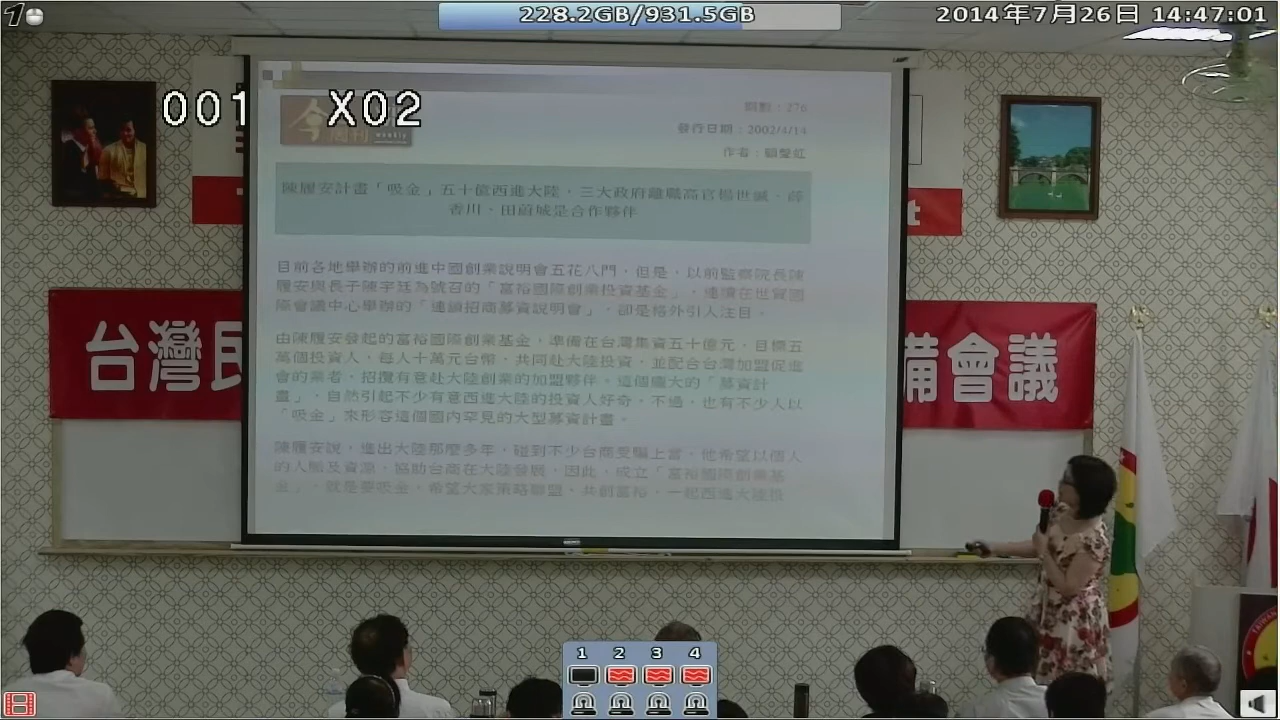 228.2GB/931.5GB
2014年7月26日 14:47:01
001 X02
今周刊
weekly
期數：276
發行日期：2002/4/14
作者：
陳履安計畫「吸金」五十億西進大陸，三大政府離職高官楊世緘、薛
香川、田蔚城是合作夥伴
目前各地舉辦的前進中國創業說明會五花八門，但是，以前監察院長陳
履安與長子陳宇廷為號召的「富裕國際創業投資基金」，連續在世貿國
際會議中心舉辦的「連鎖招商募資說明會」，卻是格外引人注目。
由陳履安發起的富裕國際創業基金，準備在台灣集資五十億元，目標五
萬個投資人、每人十萬元台幣，共同赴大陸投資，並配合台灣加盟促進
會的業者，招攬有意赴大陸創業的加盟夥伴。這個龐大的「募資計
畫」，自然引起不少有意西進大陸的投資人好奇，不過，也有不少人以
「吸金」來形容這個國內罕見的大型募資計畫。
陳履安說，進出大陸那麼多年，碰到不少台商受騙上當，他希望以個人
的人脈及資源，協助台商在大陸發展，因此，成立「富裕國際創業基
金」，就是要吸金，希望大家策略聯盟、共創富裕，一起西進大陸投
台灣民
備會議
t
1 2 3 4